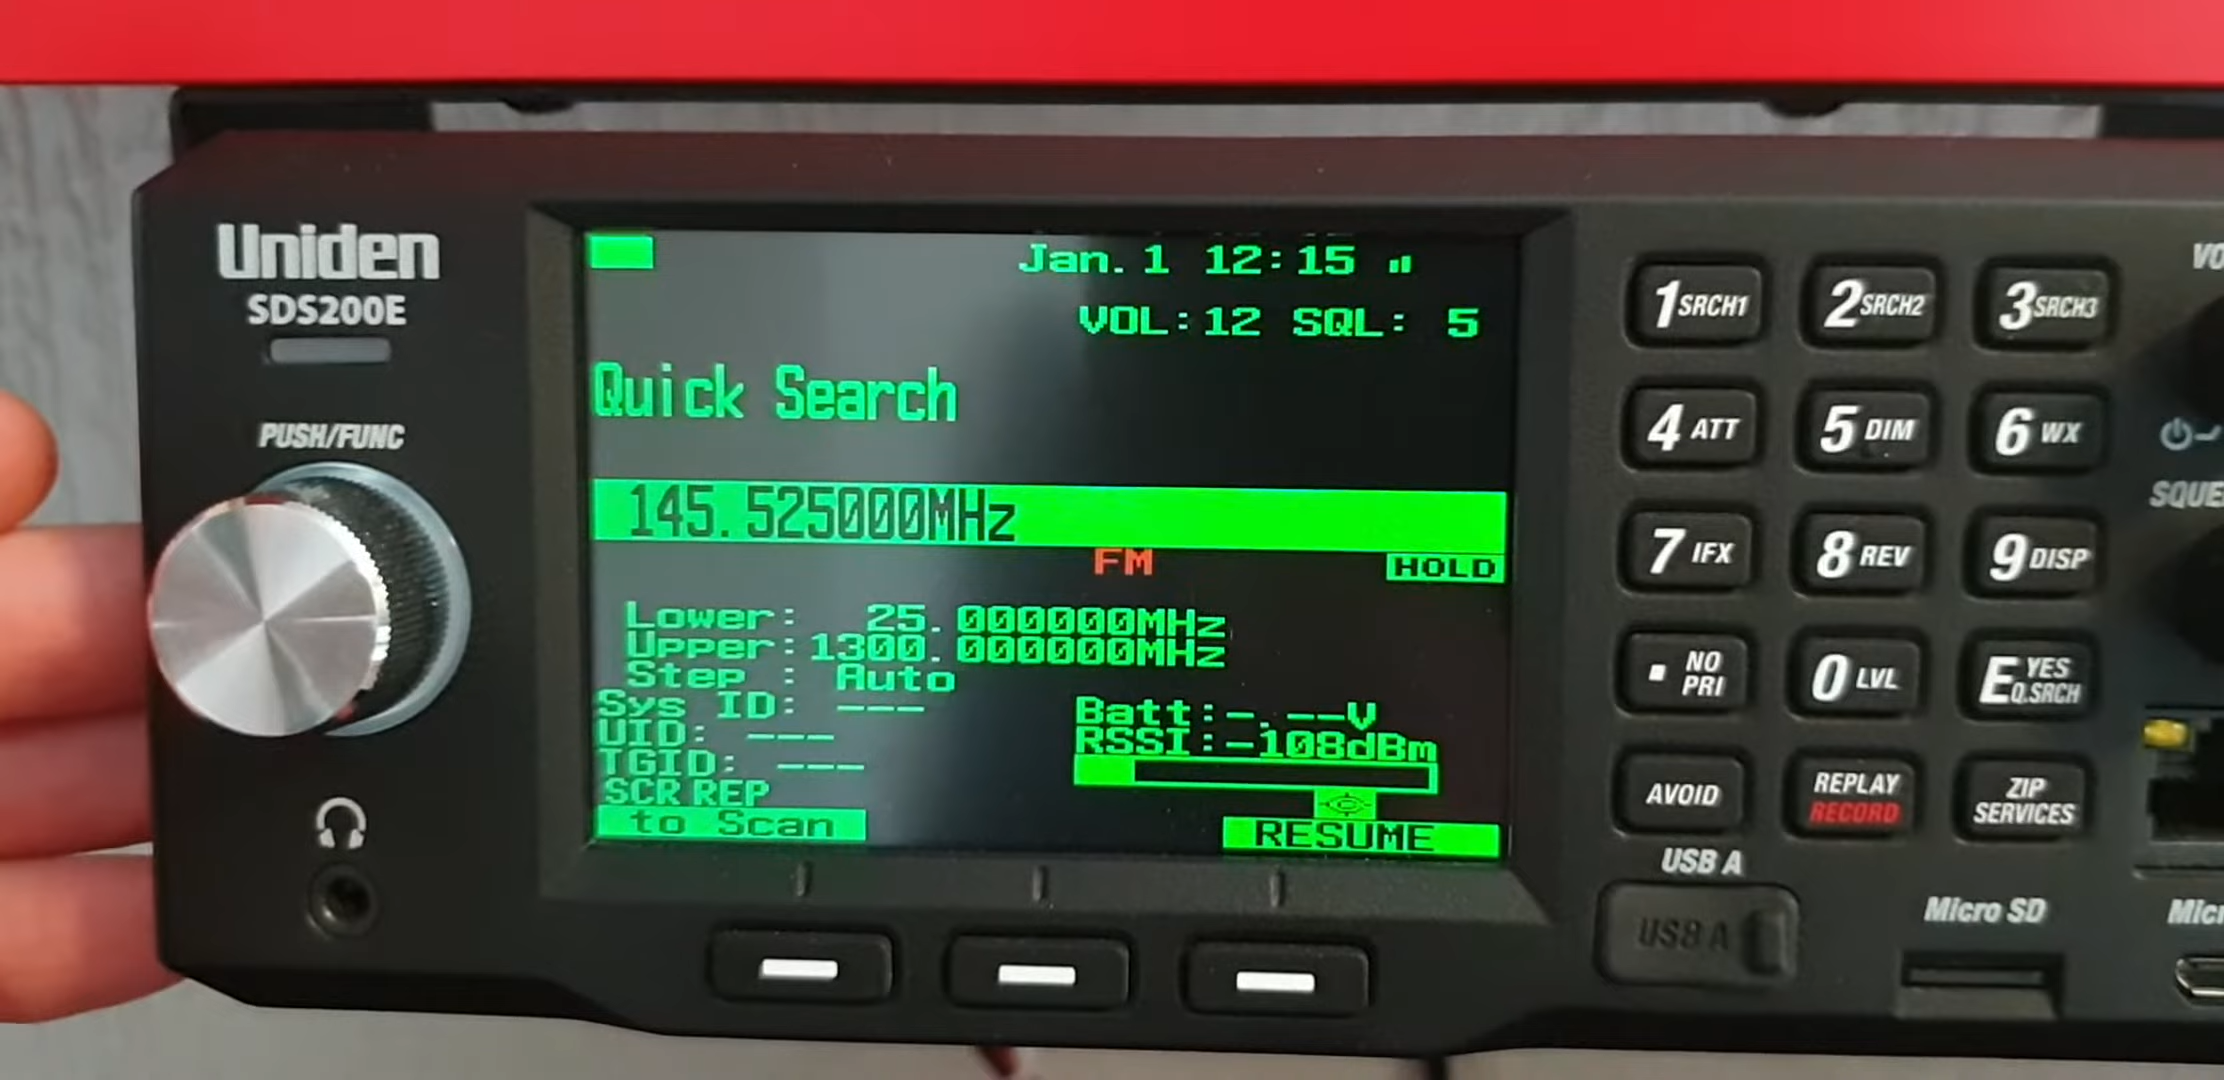 Uniden
SDS200E
PUSH/FUNC
Jan. 1 12:15
VOL:12 SQL: 5
Quick Search
145.525000MHz
FM
HOLD
Lower: 25.000000MHz
Upper:1300.000000MHz
Step : Auto
Sys ID: ---
UID: ---
TGID: ---
SCR REP
Batt:-.--V
RSSI:-108dBm
to Scan
RESUME
1 SRCH1
2 SRCH2
3 SRCH3
4 ATT
5 DIM
6 WX
7 IFX
8 REV
9 DISP
. NO PRI
0 LVL
E YES Q.SRCH
AVOID
REPLAY
RECORD
ZIP
SERVICES
VO
SQUE
USB A
USB A
Micro SD
Micr